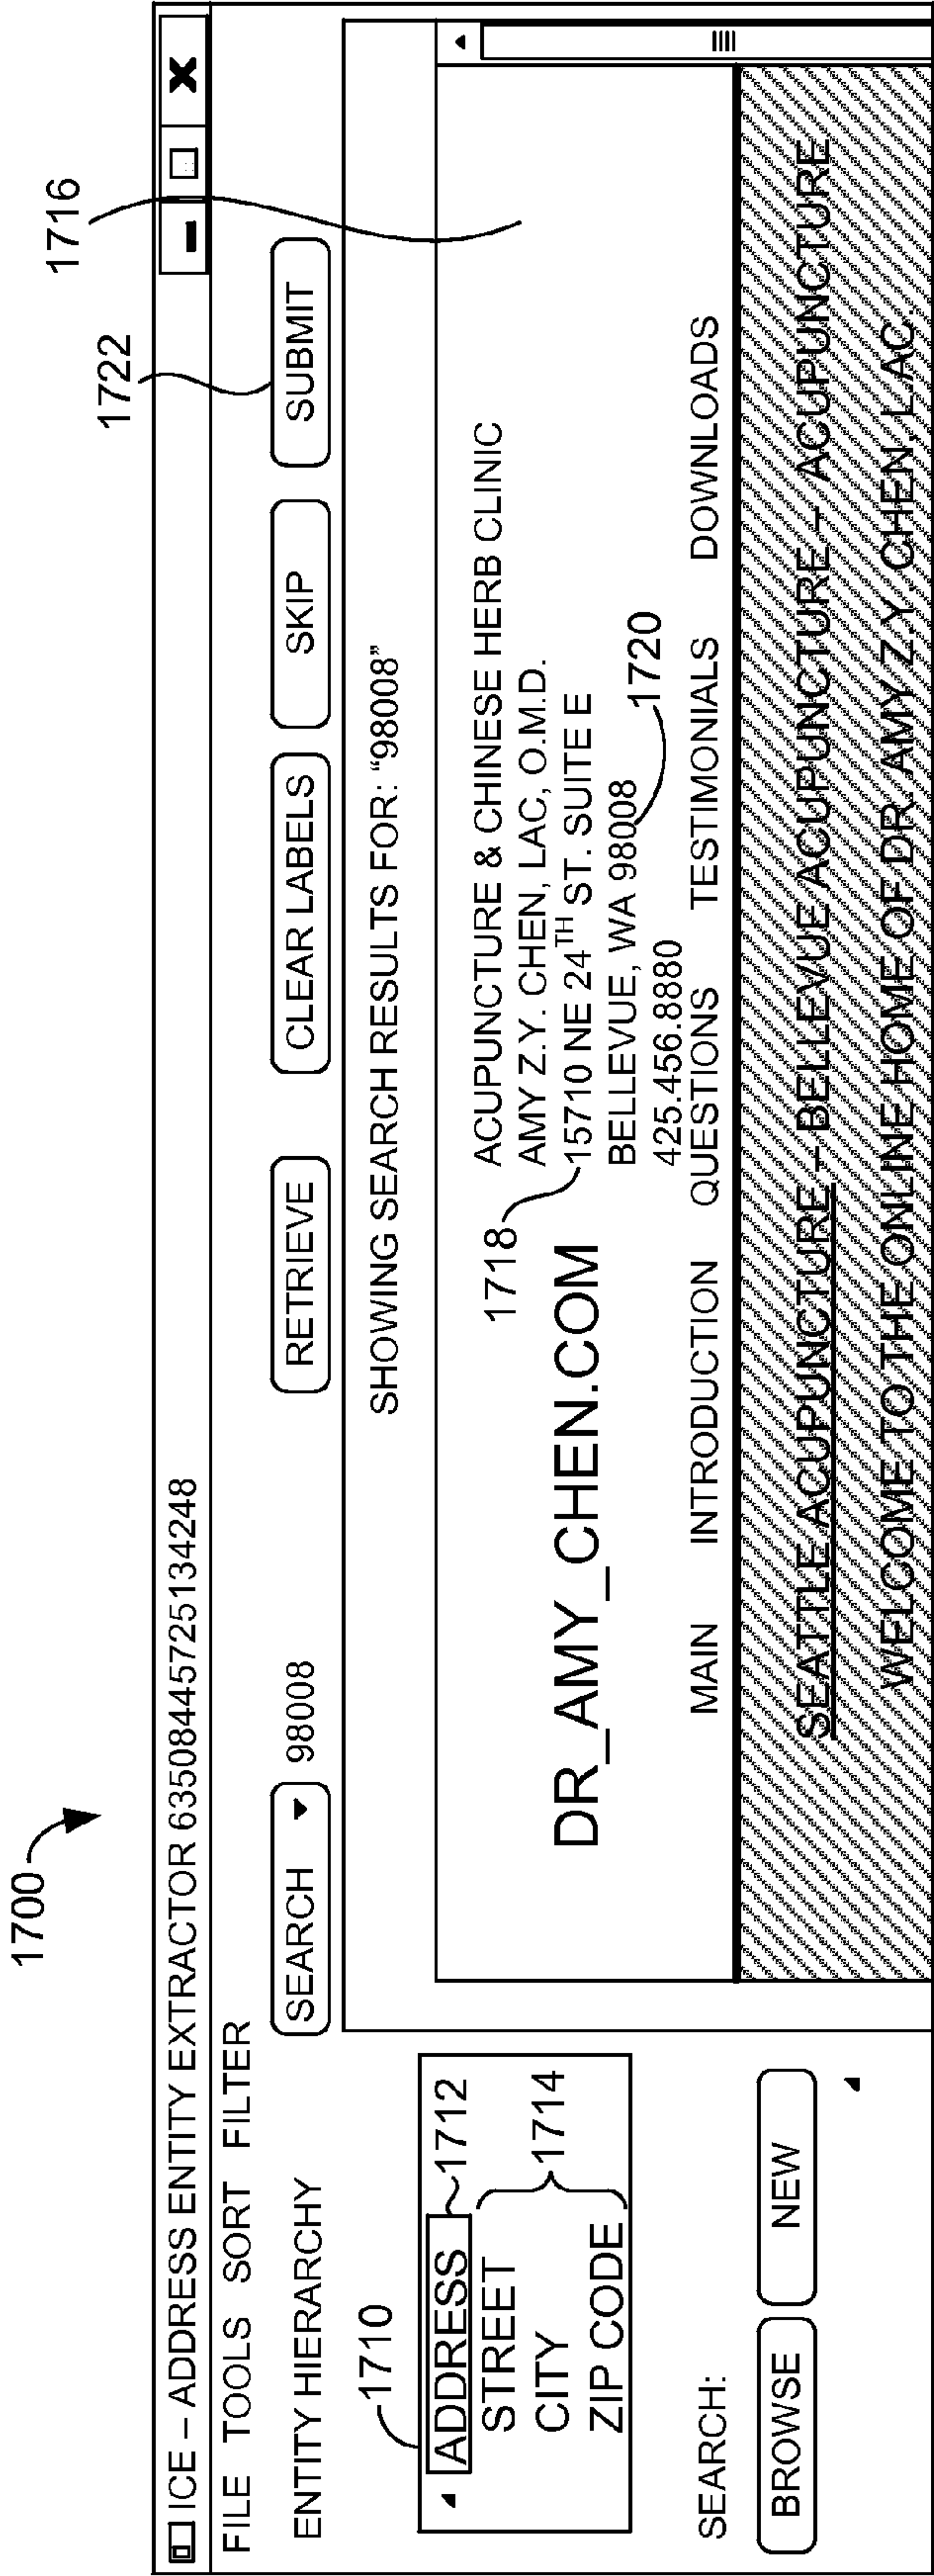 1700
1722
1716
ICE – ADDRESS ENTITY EXTRACTOR 635084457251342​48
FILE TOOLS SORT FILTER
ENTITY HIERARCHY
SEARCH 98008 RETRIEVE CLEAR LABELS SKIP SUBMIT
SHOWING SEARCH RESULTS FOR: “98008”
1710
ADDRESS 1712
STREET
CITY
ZIP CODE
1714
DR_AMY_CHEN.COM
ACUPUNCTURE & CHINESE HERB CLINIC
AMY Z.Y. CHEN, LAC, O.M.D.
1718 15710 NE 24TH ST. SUITE E
BELLEVUE, WA 98008
1720
425.456.8880
MAIN INTRODUCTION QUESTIONS TESTIMONIALS DOWNLOADS
SEATTLE ACUPUNCTURE – BELLEVUE ACUPUNCTURE – ACUPUNCTURE
WELCOME TO THE ONLINE HOME OF DR. AMY Z.Y. CHEN, L.AC.
SEARCH:
BROWSE NEW